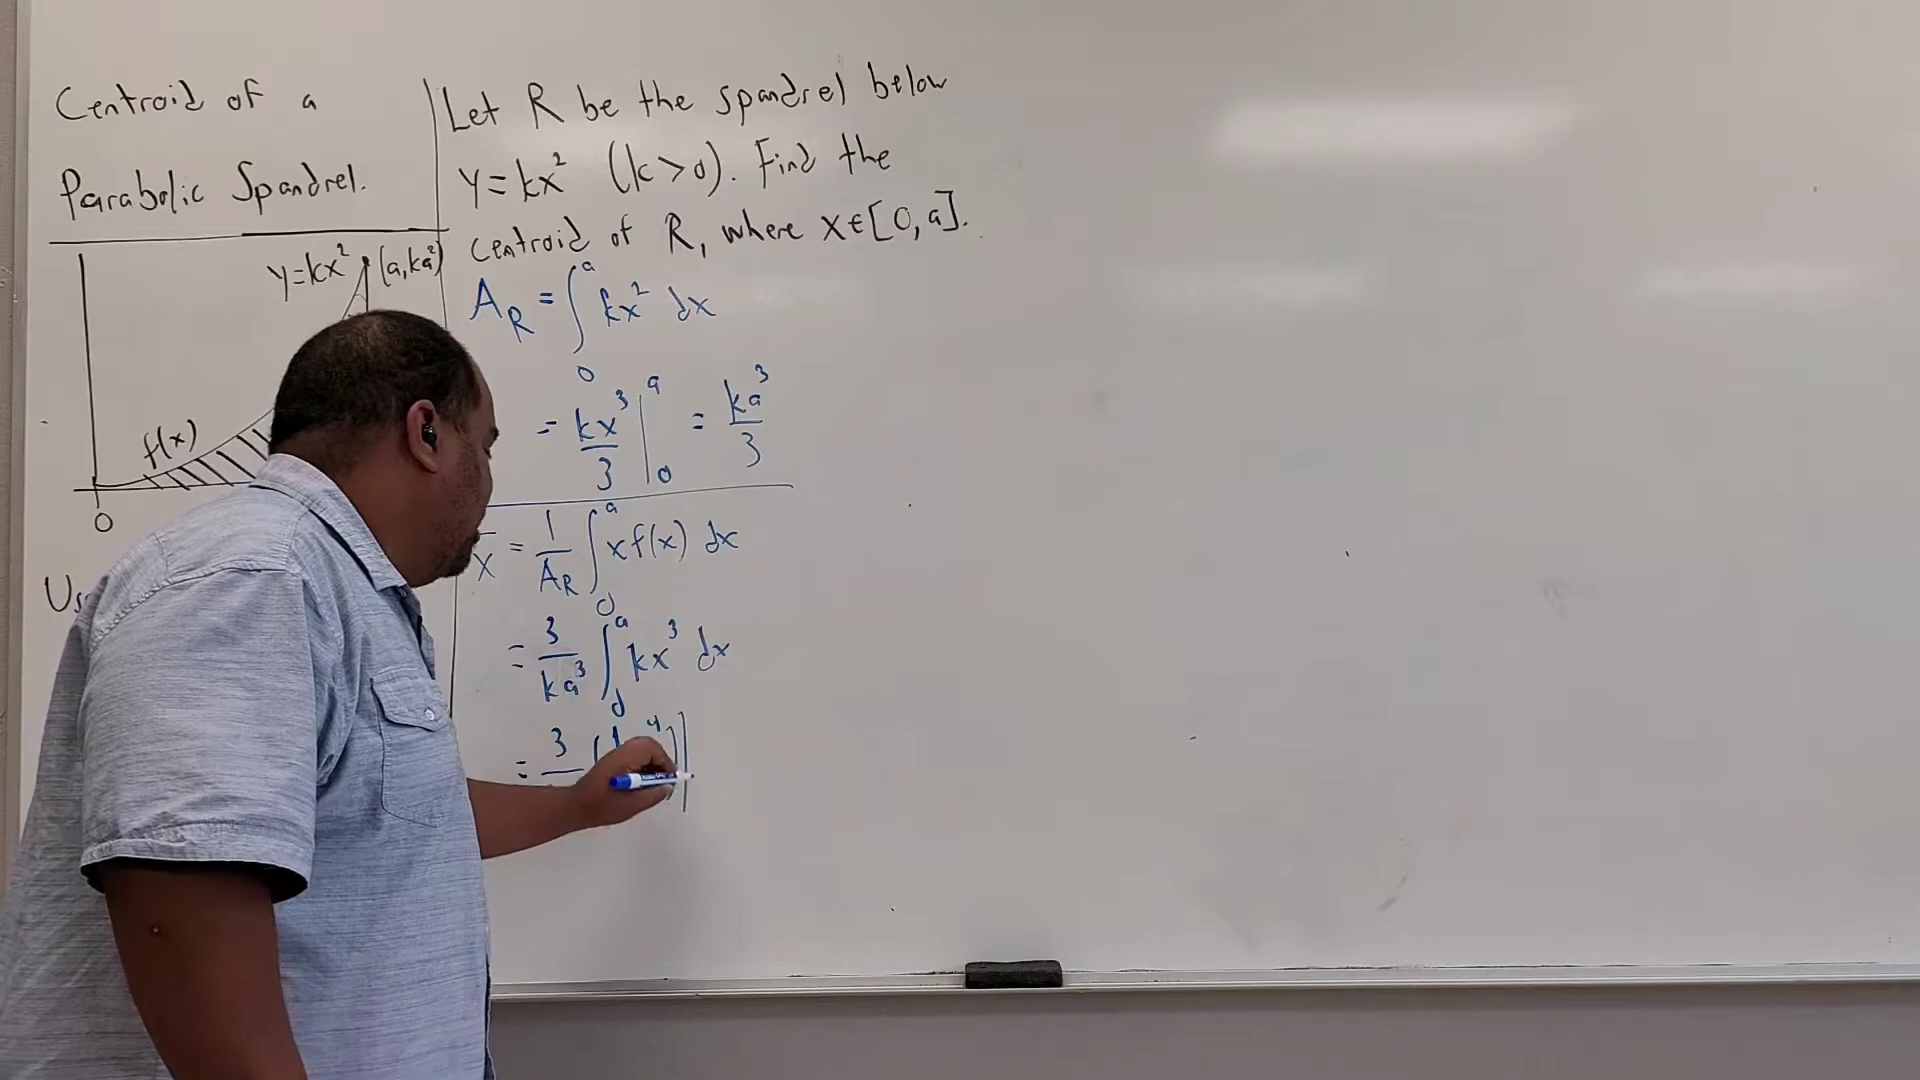 Centroid of a
Parabolic Spandrel.
y=kx² (a,ka²)
f(x)
0
Let R be the spandrel below
y=kx² (k>0). Find the
centroid of R, where x∈[0,a].
A_R = ∫₀ᵃ kx² dx
= kx³/3 |₀ᵃ = ka³/3
x̄ = 1/A_R ∫₀ᵃ xf(x) dx
= 3/ka³ ∫₀ᵃ kx³ dx
= 3